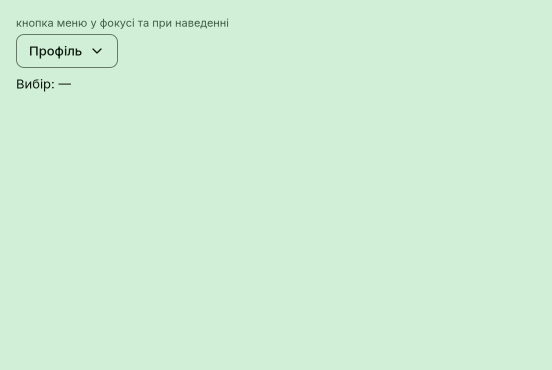 кнопка меню у фокусі та при наведенні
Профіль
Вибір: —